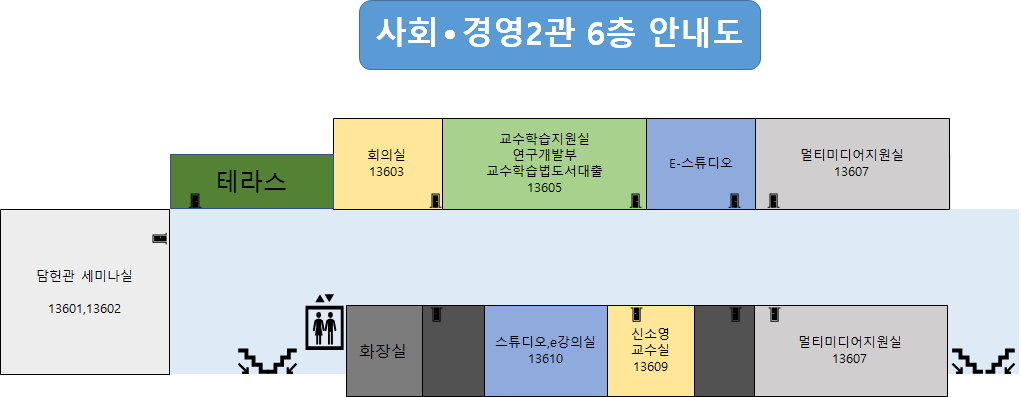 사회•경영2관 6층 안내도
회의실
13603
교수학습지원실
연구개발부
교수학습법도서대출
13605
E-스튜디오
멀티미디어지원실
13607
테라스
담헌관 세미나실
13601,13602
화장실
스튜디오,e강의실
13610
신소영
교수실
13609
멀티미디어지원실
13607